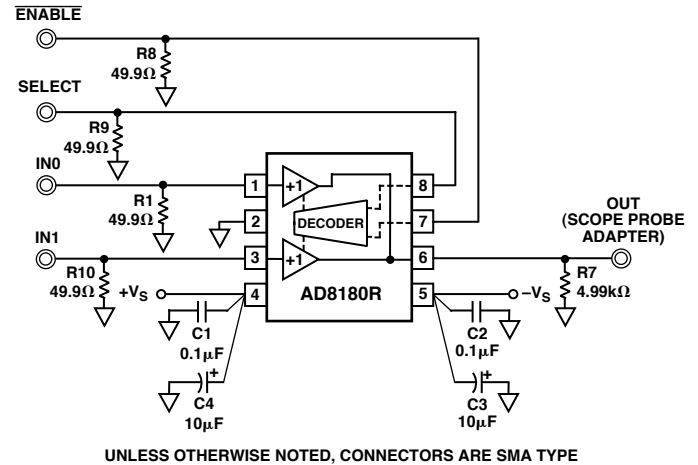 ENABLE
R8
49.9Ω
SELECT
R9
49.9Ω
IN0
R1
49.9Ω
IN1
R10
49.9Ω
1
2
3
4
+1
+1
DECODER
AD8180R
8
7
6
5
OUT
(SCOPE PROBE
ADAPTER)
R7
4.99kΩ
+VS
C1
0.1μF
+
C4
10μF
–VS
C2
0.1μF
+
C3
10μF
UNLESS OTHERWISE NOTED, CONNECTORS ARE SMA TYPE